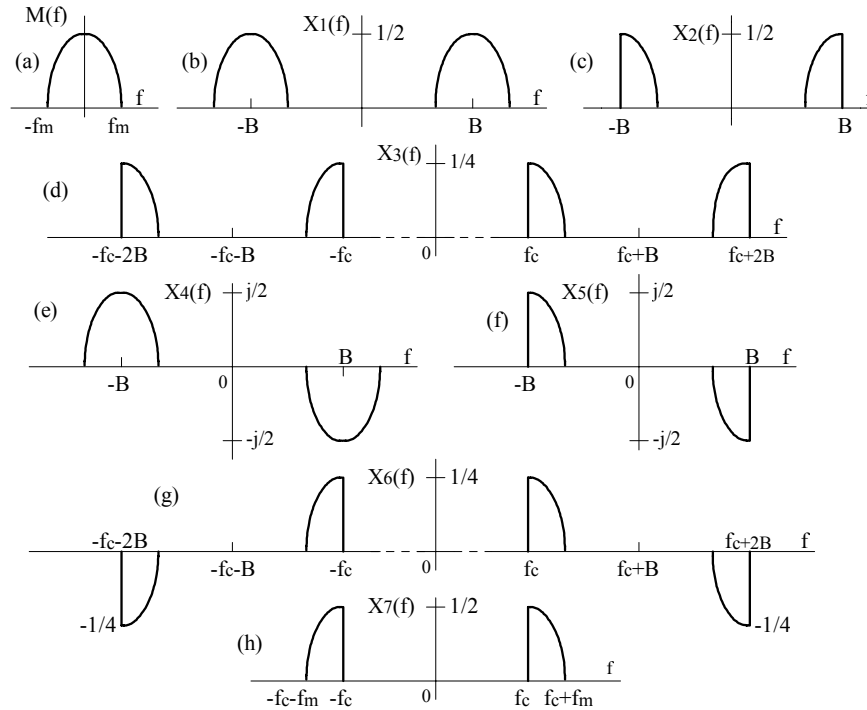 M(f)
(a)
f
-fm
fm
X1(f)
1/2
(b)
f
-B
B
X2(f)
1/2
(c)
-B
B
X3(f)
1/4
(d)
f
-fc-2B
-fc-B
-fc
0
fc
fc+B
fc+2B
X4(f)
j/2
(e)
B
f
-B
0
-j/2
X5(f)
j/2
(f)
B
f
-B
0
-j/2
X6(f)
1/4
(g)
-fc-2B
fc+2B
f
-fc-B
-fc
0
fc
fc+B
-1/4
-1/4
X7(f)
1/2
(h)
f
-fc-fm
-fc
0
fc
fc+fm